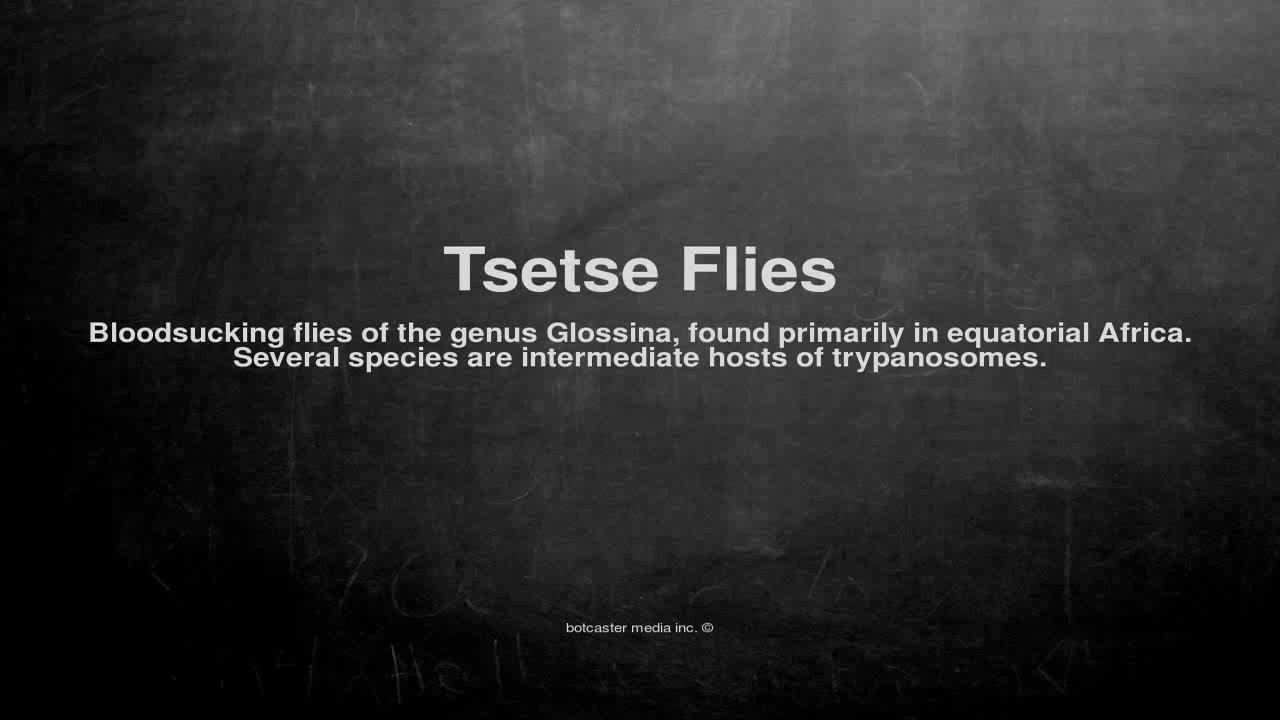 Tsetse Flies
Bloodsucking flies of the genus Glossina, found primarily in equatorial Africa.
Several species are intermediate hosts of trypanosomes.
botcaster media inc. ©